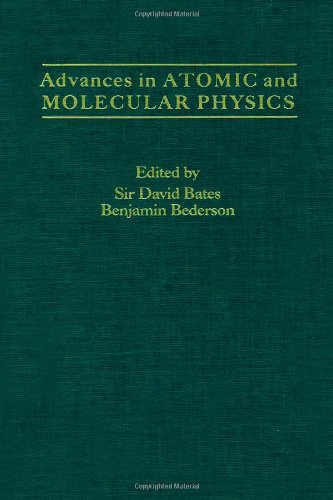 Advances in ATOMIC and
MOLECULAR PHYSICS
Edited by
Sir David Bates
Benjamin Bederson